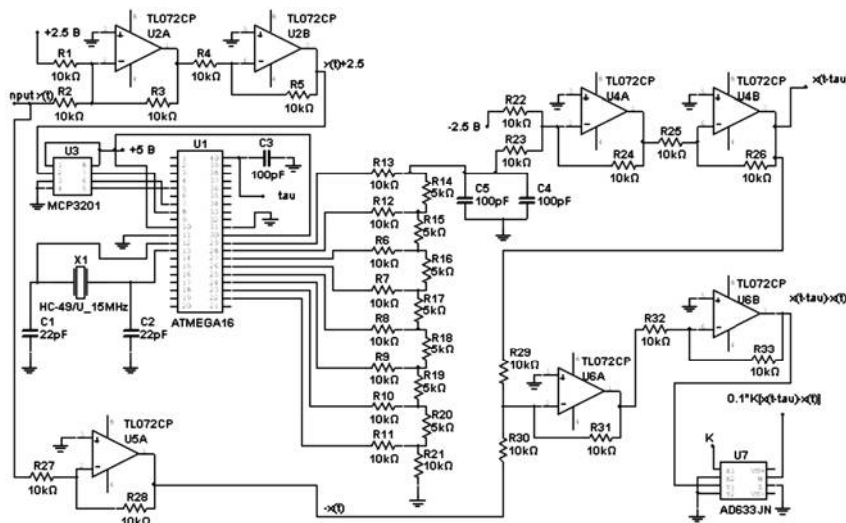 +2.5 В
TL072CP
U2A
R1
10kΩ
R2
10kΩ
R3
10kΩ
R4
10kΩ
TL072CP
U2B
R5
10kΩ
x(t)+2.5
nput x(t)
U3
MCP3201
+5 В
U1
ATMEGA16
C3
100pF
tau
X1
HC-49/U_15MHz
C1
22pF
C2
22pF
R13
10kΩ
R12
10kΩ
R6
10kΩ
R7
10kΩ
R8
10kΩ
R9
10kΩ
R10
10kΩ
R11
10kΩ
R14
5kΩ
R15
5kΩ
R16
5kΩ
R17
5kΩ
R18
5kΩ
R19
5kΩ
R20
5kΩ
R21
10kΩ
C5
100pF
C4
100pF
-2.5 В
R22
10kΩ
R23
10kΩ
TL072CP
U4A
R24
10kΩ
R25
10kΩ
TL072CP
U4B
R26
10kΩ
x(t-tau)
R27
10kΩ
TL072CP
U5A
R28
10kΩ
-x(t)
R29
10kΩ
R30
10kΩ
TL072CP
U6A
R31
10kΩ
R32
10kΩ
TL072CP
U6B
R33
10kΩ
x(t-tau)-x(t)
0.1*K[x(t-tau)-x(t)]
K
U7
AD633JN